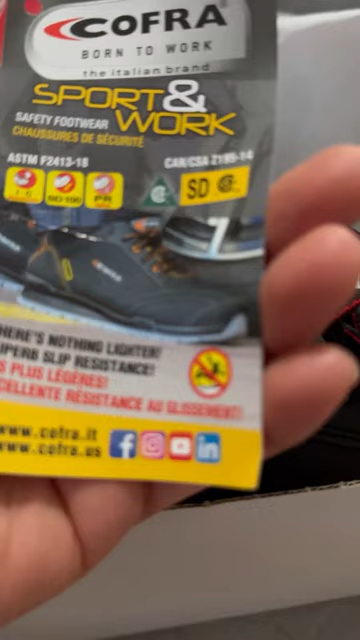 COFRA
BORN TO WORK
the italian brand
SPORT&
WORK
SAFETY FOOTWEAR
CHAUSSURES DE SÉCURITÉ
ASTM F2413-18
CAN/CSA Z195-14
SD 100
PR
SD
HERE'S NOTHING LIGHTER!
UPERB SLIP RESISTANCE!
S PLUS LÉGÈRES!
CELLENTE RÉSISTANCE AU GLISSEMENT!
www.cofra.it
www.cofra.us